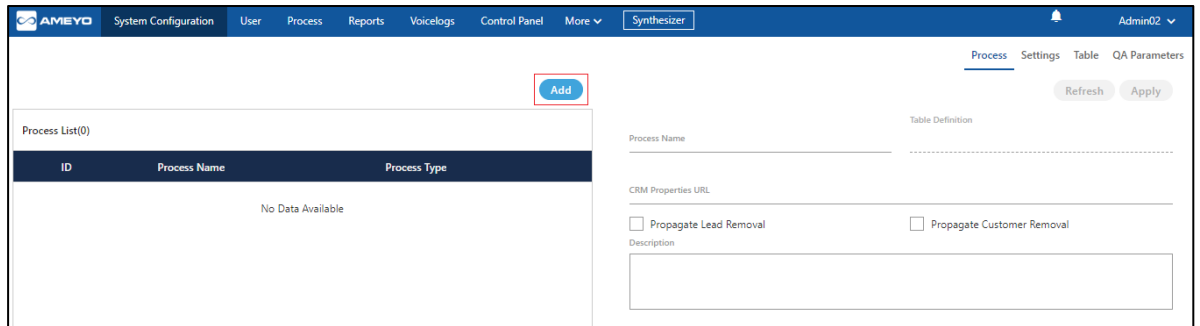 AMEYO System Configuration User Process Reports Voicelogs Control Panel More Synthesizer Admin02
Process Settings Table QA Parameters
Add
Refresh Apply
Process List(0)
Process Name
Table Definition
ID Process Name Process Type
No Data Available
CRM Properties URL
Propagate Lead Removal Propagate Customer Removal
Description